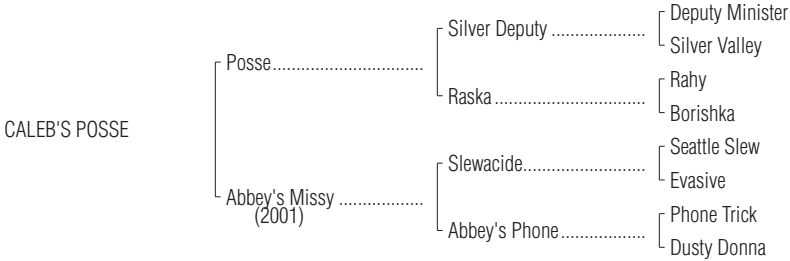 Deputy Minister
Silver Deputy ....................
Silver Valley
Posse................................
Rahy
Raska ................................
Borishka
CALEB'S POSSE
Seattle Slew
Slewacide..........................
Evasive
Abbey's Missy ..................
(2001)
Phone Trick
Abbey's Phone..................
Dusty Donna